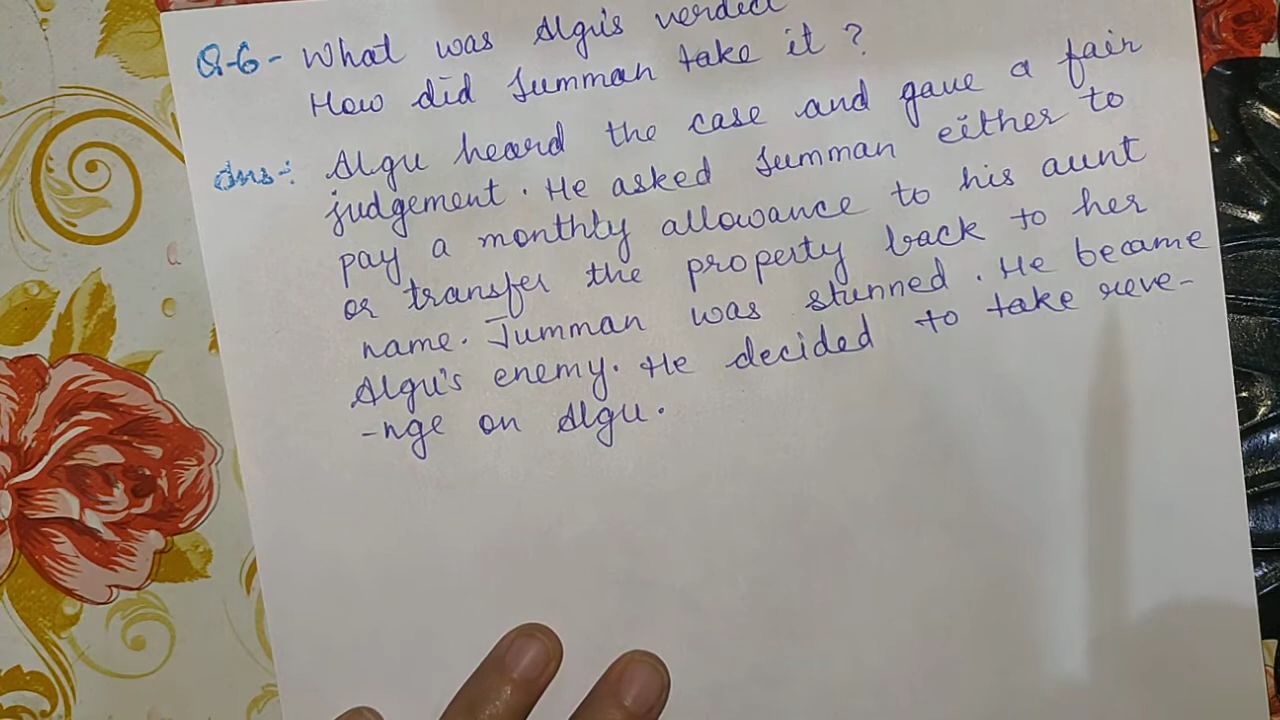 Q-6- What was Algu's verdict
How did Jumman take it ?
Ans-: Algu heard the case and gave a fair
judgement. He asked Jumman either to
pay a monthly allowance to his aunt
or transfer the property back to her
name. Jumman was stunned. He became
Algu's enemy. He decided to take reve-
-nge on Algu.